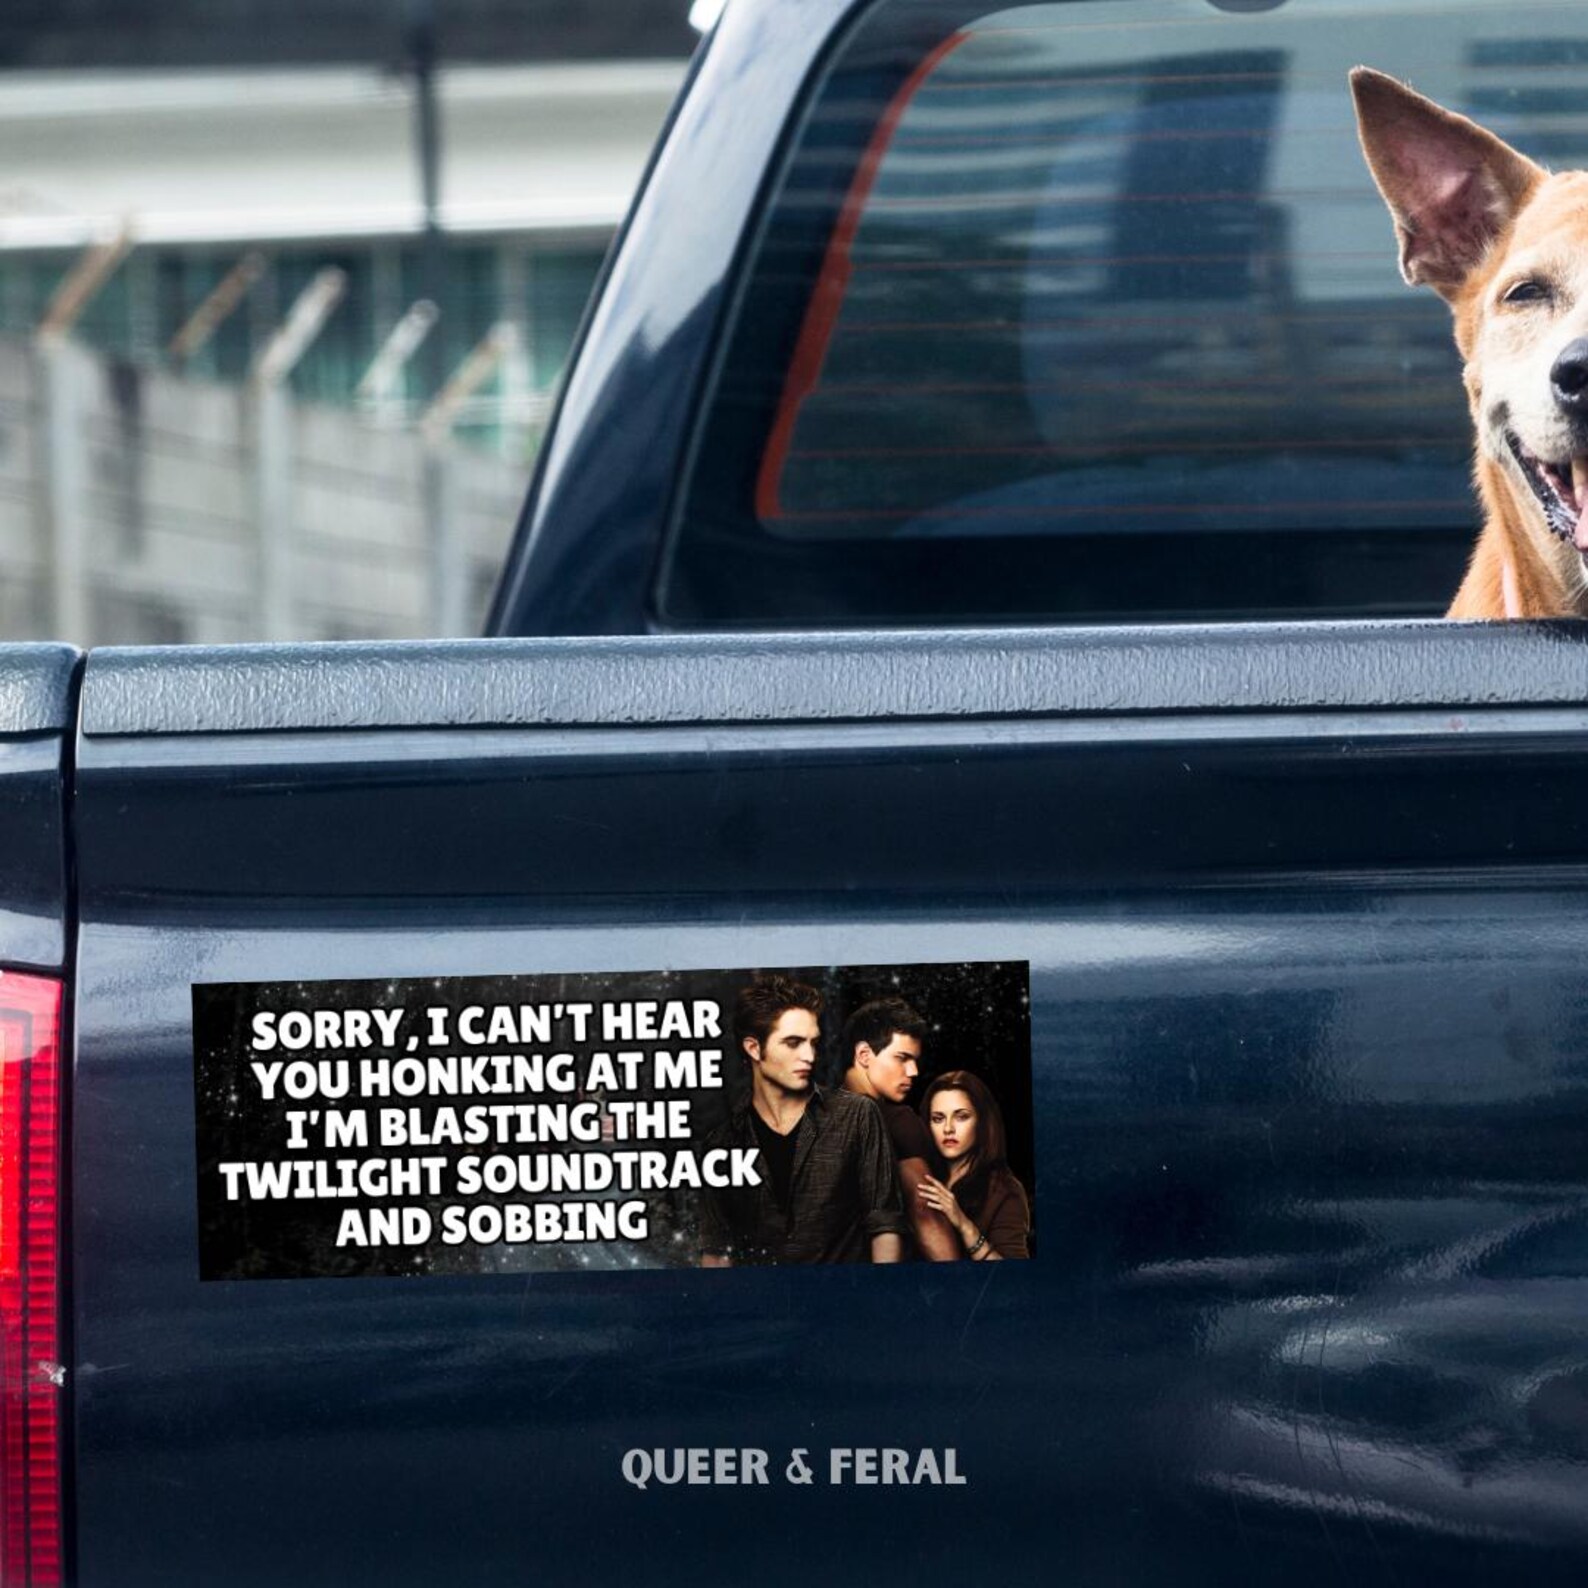 SORRY, I CAN'T HEAR
YOU HONKING AT ME
I'M BLASTING THE
TWILIGHT SOUNDTRACK
AND SOBBING
QUEER & FERAL